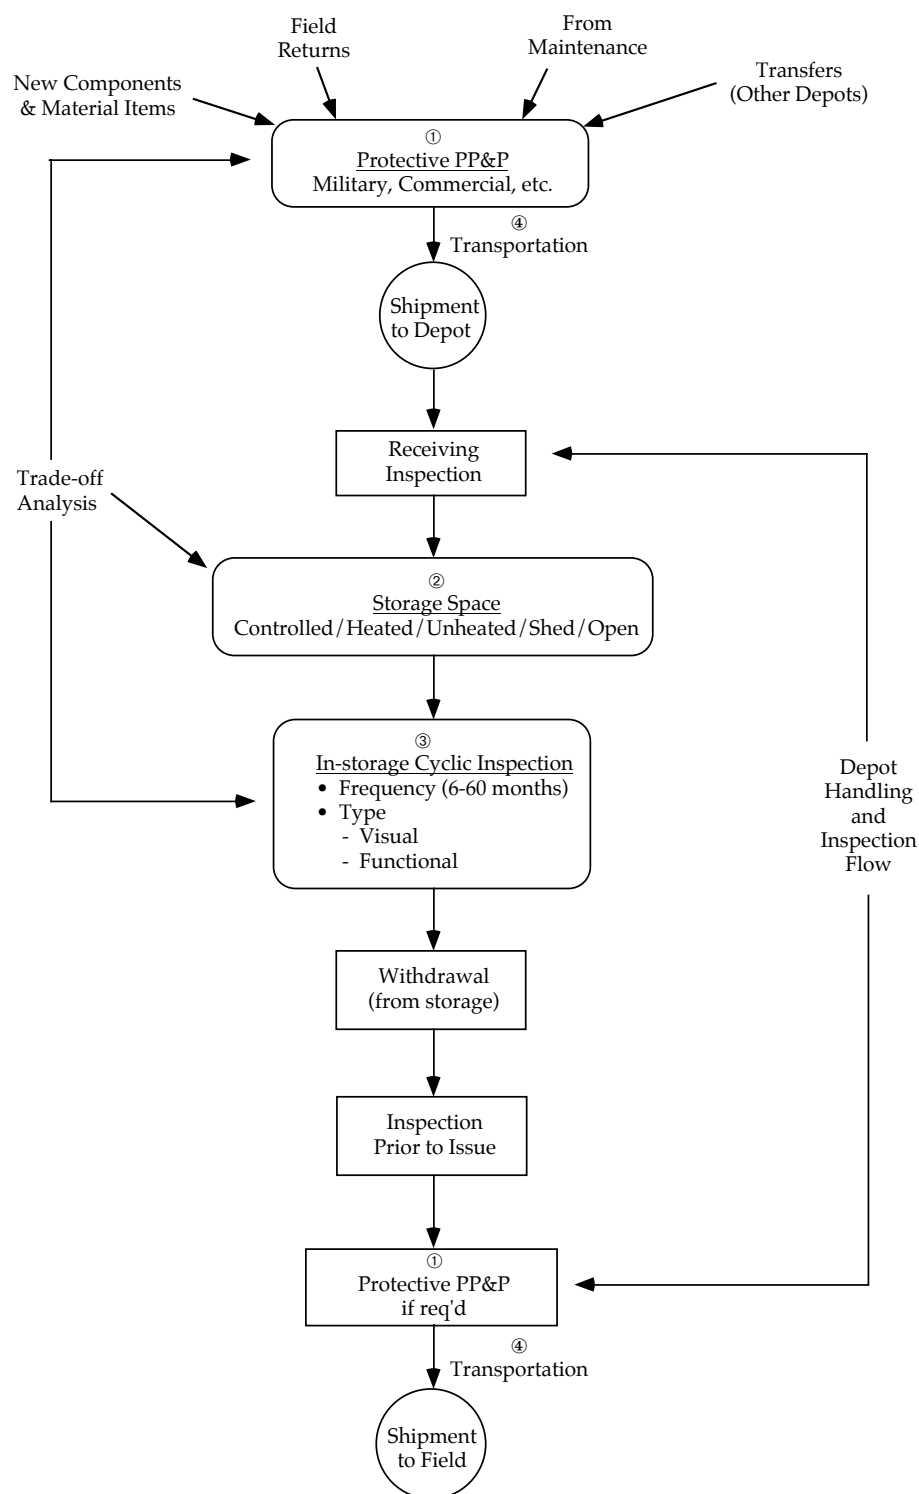 Field
Returns
From
Maintenance
New Components
& Material Items
Transfers
(Other Depots)
①
Protective PP&P
Military, Commercial, etc.
④
Transportation
Shipment
to Depot
Receiving
Inspection
Trade-off
Analysis
②
Storage Space
Controlled/Heated/Unheated/Shed/Open
③
In-storage Cyclic Inspection
• Frequency (6-60 months)
• Type
- Visual
- Functional
Depot
Handling
and
Inspection
Flow
Withdrawal
(from storage)
Inspection
Prior to Issue
①
Protective PP&P
if req'd
④
Transportation
Shipment
to Field